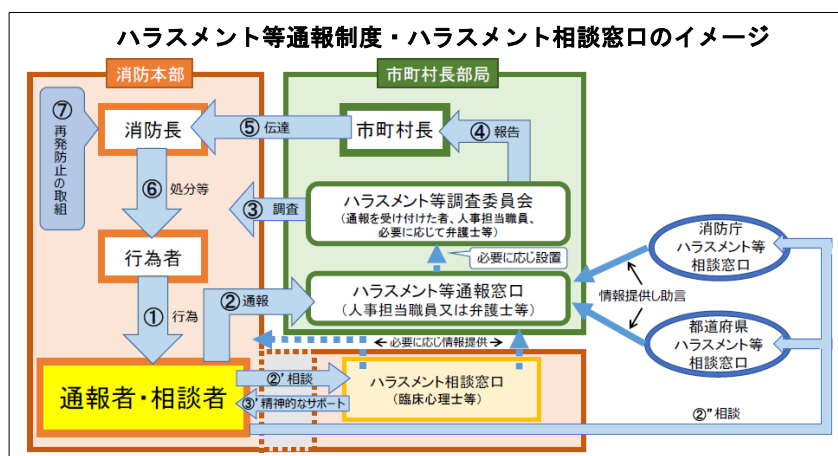 ハラスメント等通報制度・ハラスメント相談窓口のイメージ
消防本部
市町村長部局
⑦
再発防止の取組
消防長
⑤ 伝達
市町村長
④ 報告
⑥ 処分等
③ 調査
ハラスメント等調査委員会
(通報を受け付けた者、人事担当職員、
必要に応じて弁護士等)
消防庁
ハラスメント等
相談窓口
行為者
必要に応じ設置
② 通報
ハラスメント等通報窓口
(人事担当職員又は弁護士等)
情報提供し助言
① 行為
都道府県
ハラスメント等
相談窓口
必要に応じ情報提供
通報者・相談者
②’相談
③’精神的なサポート
ハラスメント相談窓口
(臨床心理士等)
②”相談